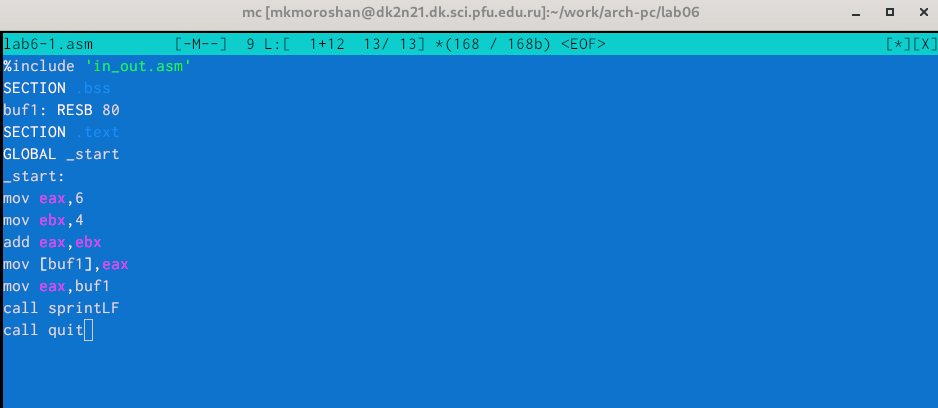 mc [mkmoroshan@dk2n21.dk.sci.pfu.edu.ru]:~/work/arch-pc/lab06
lab6-1.asm [-M--] 9 L:[ 1+12 13/ 13] *(168 / 168b) <EOF> [*][X]
%include 'in_out.asm'
SECTION .bss
buf1: RESB 80
SECTION .text
GLOBAL _start
_start:
mov eax,6
mov ebx,4
add eax,ebx
mov [buf1],eax
mov eax,buf1
call sprintLF
call quit